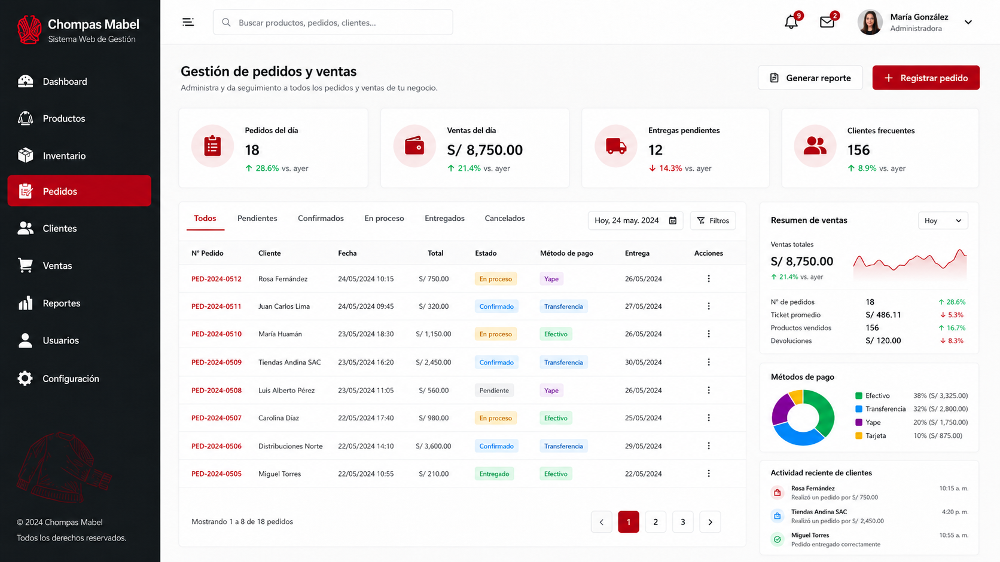 Chompas Mabel
Sistema Web de Gestión
Dashboard
Productos
Inventario
Pedidos
Clientes
Ventas
Reportes
Usuarios
Configuración
© 2024 Chompas Mabel
Todos los derechos reservados.
Buscar productos, pedidos, clientes...
9
2
María González
Administradora
Gestión de pedidos y ventas
Administra y da seguimiento a todos los pedidos y ventas de tu negocio.
Generar reporte
+ Registrar pedido
Pedidos del día
18
↑ 28.6% vs. ayer
Ventas del día
S/ 8,750.00
↑ 21.4% vs. ayer
Entregas pendientes
12
↓ 14.3% vs. ayer
Clientes frecuentes
156
↑ 8.9% vs. ayer
Todos Pendientes Confirmados En proceso Entregados Cancelados Hoy, 24 may. 2024 Filtros
N° Pedido Cliente Fecha Total Estado Método de pago Entrega Acciones
PED-2024-0512 Rosa Fernández 24/05/2024 10:15 S/ 750.00 En proceso Yape 26/05/2024
PED-2024-0511 Juan Carlos Lima 24/05/2024 09:45 S/ 320.00 Confirmado Transferencia 27/05/2024
PED-2024-0510 María Huamán 23/05/2024 18:30 S/ 1,150.00 En proceso Efectivo 26/05/2024
PED-2024-0509 Tiendas Andina SAC 23/05/2024 16:20 S/ 2,450.00 Confirmado Transferencia 30/05/2024
PED-2024-0508 Luis Alberto Pérez 23/05/2024 11:05 S/ 560.00 Pendiente Yape 26/05/2024
PED-2024-0507 Carolina Díaz 22/05/2024 17:40 S/ 980.00 En proceso Efectivo 25/05/2024
PED-2024-0506 Distribuciones Norte 22/05/2024 14:10 S/ 3,600.00 Confirmado Transferencia 29/05/2024
PED-2024-0505 Miguel Torres 22/05/2024 10:55 S/ 210.00 Entregado Efectivo 22/05/2024
Mostrando 1 a 8 de 18 pedidos
< 1 2 3 >
Resumen de ventas
Hoy
Ventas totales
S/ 8,750.00
↑ 21.4% vs. ayer
N° de pedidos 18 ↑ 28.6%
Ticket promedio S/ 486.11 ↓ 5.3%
Productos vendidos 156 ↑ 16.7%
Devoluciones S/ 120.00 ↓ 8.3%
Métodos de pago
Efectivo 38% (S/ 3,325.00)
Transferencia 32% (S/ 2,800.00)
Yape 20% (S/ 1,750.00)
Tarjeta 10% (S/ 875.00)
Actividad reciente de clientes
Rosa Fernández 10:15 a. m.
Realizó un pedido por S/ 750.00
Tiendas Andina SAC 4:20 p. m.
Realizó un pedido por S/ 2,450.00
Miguel Torres 10:55 a. m.
Pedido entregado correctamente